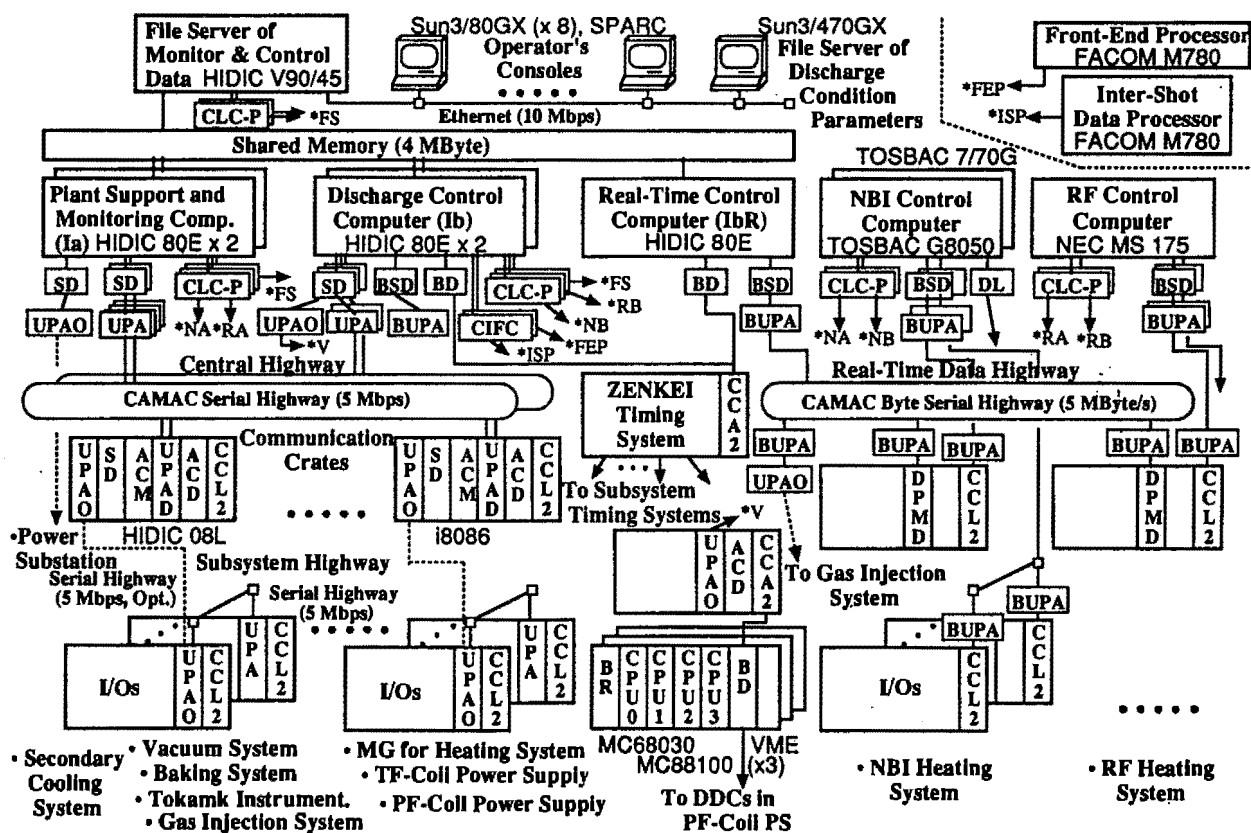 File Server of
Monitor & Control
Data HIDIC V90/45
Sun3/80GX (x 8), SPARC
Operator's
Consoles
Sun3/470GX
File Server of
Discharge
Condition
Parameters
Front-End Processor
FACOM M780
*FEP
Inter-Shot
Data Processor
FACOM M780
*ISP
CLC-P
*FS
Ethernet (10 Mbps)
Shared Memory (4 MByte)
TOSBAC 7/70G
Plant Support and
Monitoring Comp.
(Ia) HIDIC 80E x 2
Discharge Control
Computer (Ib)
HIDIC 80E x 2
Real-Time Control
Computer (IbR)
HIDIC 80E
NBI Control
Computer
TOSBAC G8050
RF Control
Computer
NEC MS 175
SD
SD
CLC-P
*FS
SD
BSD
BD
CLC-P
*FS
*RB
*NB
BD
BSD
CLC-P
BSD
DL
CLC-P
BSD
UPAO
UPA
*NA
*RA
UPAO
UPA
BUPA
CIFC
*FEP
*ISP
*V
BUPA
*NA
*NB
BUPA
*RA
*RB
BUPA
Central Highway
CAMAC Serial Highway (5 Mbps)
ZENKEI
Timing
System
CCA2
Real-Time Data Highway
CAMAC Byte Serial Highway (5 MByte/s)
Communication
Crates
UPAO
SD
ACM
UPAD
ACD
CCL2
HIDIC 08L
UPAO
SD
ACM
UPAD
ACD
CCL2
i8086
To Subsystem
Timing Systems
BUPA
UPAO
BUPA
BUPA
DPMD
CCL2
BUPA
BUPA
DPMD
CCL2
•Power
Substation
Serial Highway
(5 Mbps, Opt.)
Subsystem Highway
Serial Highway
(5 Mbps)
*V
UPAO
ACD
CCA2
To Gas Injection
System
I/Os
UPAO
CCL2
UPA
CCL2
I/Os
UPAO
CCL2
UPA
CCL2
BR
CPU0
CPU1
CPU2
CPU3
BD
MC68030
MC88100
VME
(x3)
To DDCs in
PF-Coil PS
BUPA
BUPA
I/Os
CCL2
CCL2
• Secondary
Cooling
System
• Vacuum System
• Baking System
• Tokamk Instrument.
• Gas Injection System
• MG for Heating System
• TF-Coil Power Supply
• PF-Coil Power Supply
• NBI Heating
System
• RF Heating
System